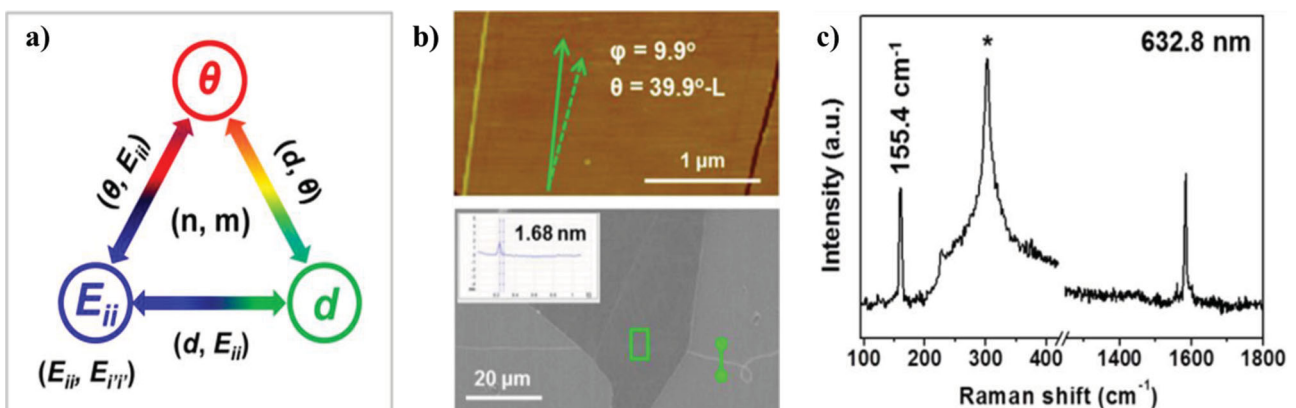 a)
θ
(θ, Eii)
(d, θ)
(n, m)
Eii
d
(d, Eii)
(Eii, Ei'i')
b)
φ = 9.9°
θ = 39.9°-L
1 μm
1.68 nm
20 μm
c)
632.8 nm
155.4 cm-1
*
Intensity (a.u.)
100 200 300 400 1400 1600 1800
Raman shift (cm-1)